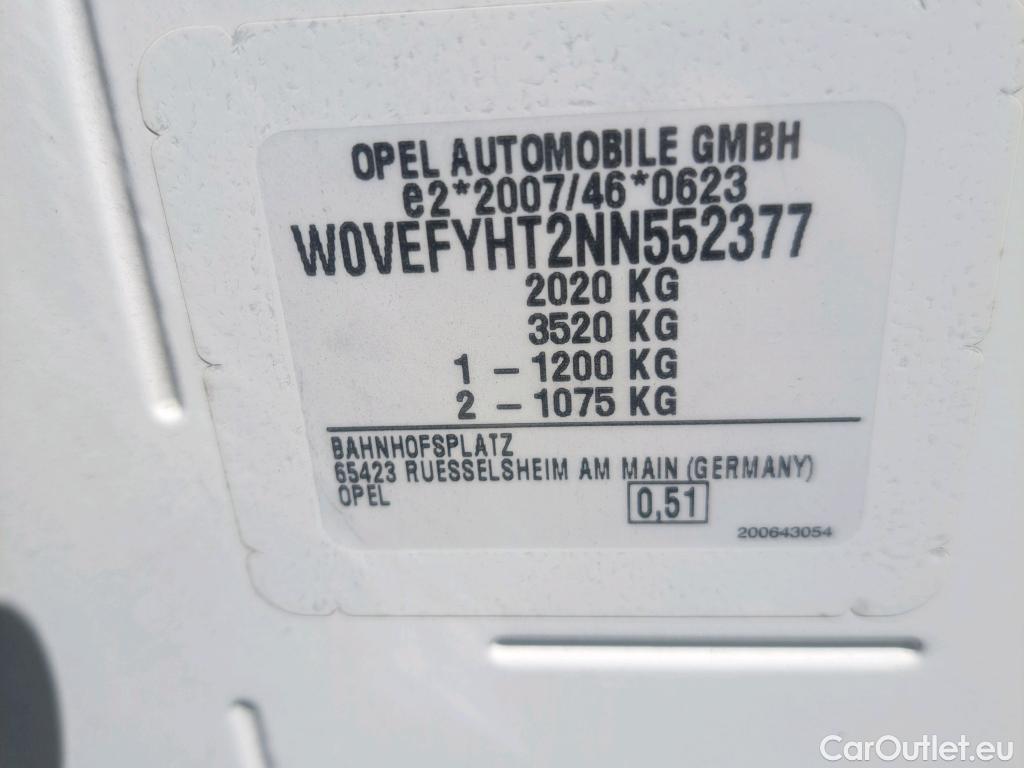 OPEL AUTOMOBILE GMBH
e2*2007/46*0623
W0VEFYHT2NN552377
2020 KG
3520 KG
1 - 1200 KG
2 - 1075 KG
BAHNHOFSPLATZ
65423 RUESSELSHEIM AM MAIN (GERMANY)
OPEL
0,51
200643054
CarOutlet.eu